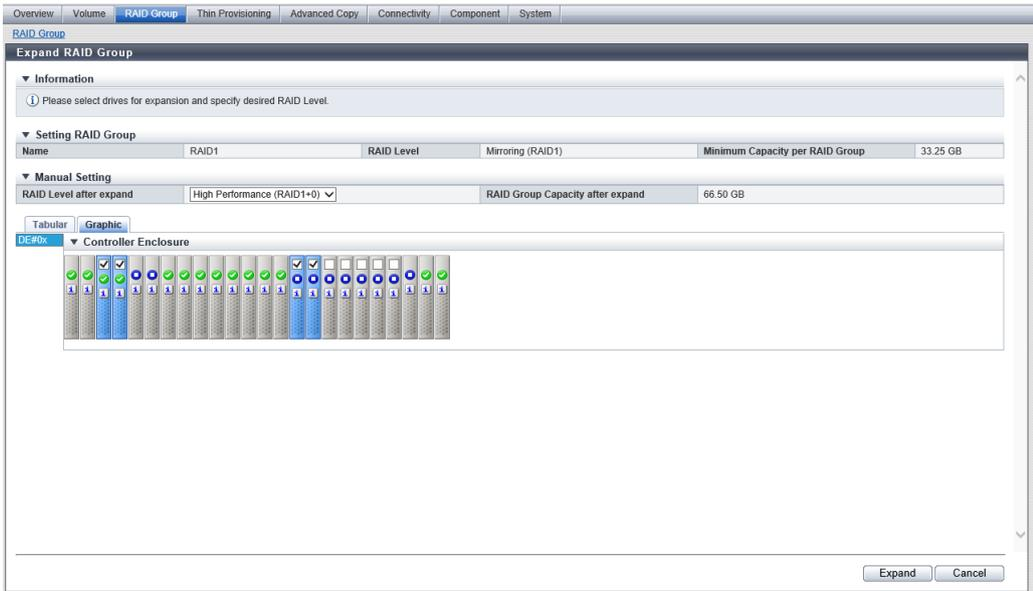 Overview Volume RAID Group Thin Provisioning Advanced Copy Connectivity Component System
RAID Group
Expand RAID Group
Information
Please select drives for expansion and specify desired RAID Level.
Setting RAID Group
Name RAID1 RAID Level Mirroring (RAID1) Minimum Capacity per RAID Group 33.25 GB
Manual Setting
RAID Level after expand High Performance (RAID1+0) RAID Group Capacity after expand 66.50 GB
Tabular Graphic
DE#0x Controller Enclosure
Expand Cancel